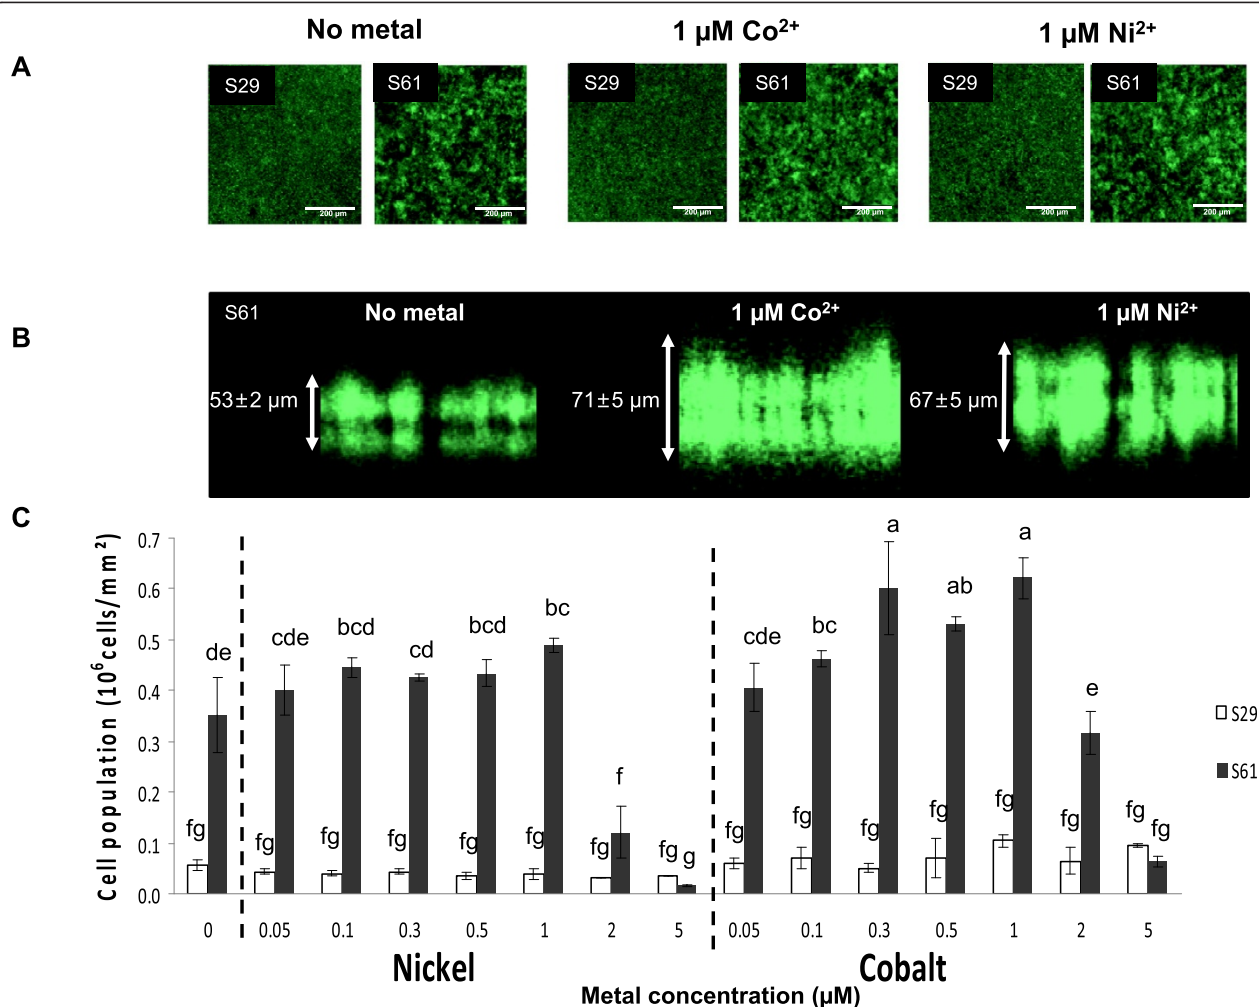 No metal 1 µM Co²⁺ 1 µM Ni²⁺
A
S29 S61 S29 S61 S29 S61
200 µm 200 µm 200 µm 200 µm 200 µm 200 µm
S61 No metal 1 µM Co²⁺ 1 µM Ni²⁺
B
53±2 µm 71±5 µm 67±5 µm
C
Cell population (10⁶ cells/mm²)
0.7
0.6
0.5
0.4
0.3
0.2
0.1
0.0
de cde bcd cd bcd bc f g cde bc a ab a e fg
fg fg fg fg fg fg fg fg fg fg fg fg fg fg fg
S29
S61
0 0.05 0.1 0.3 0.5 1 2 5 0.05 0.1 0.3 0.5 1 2 5
Nickel Cobalt
Metal concentration (µM)